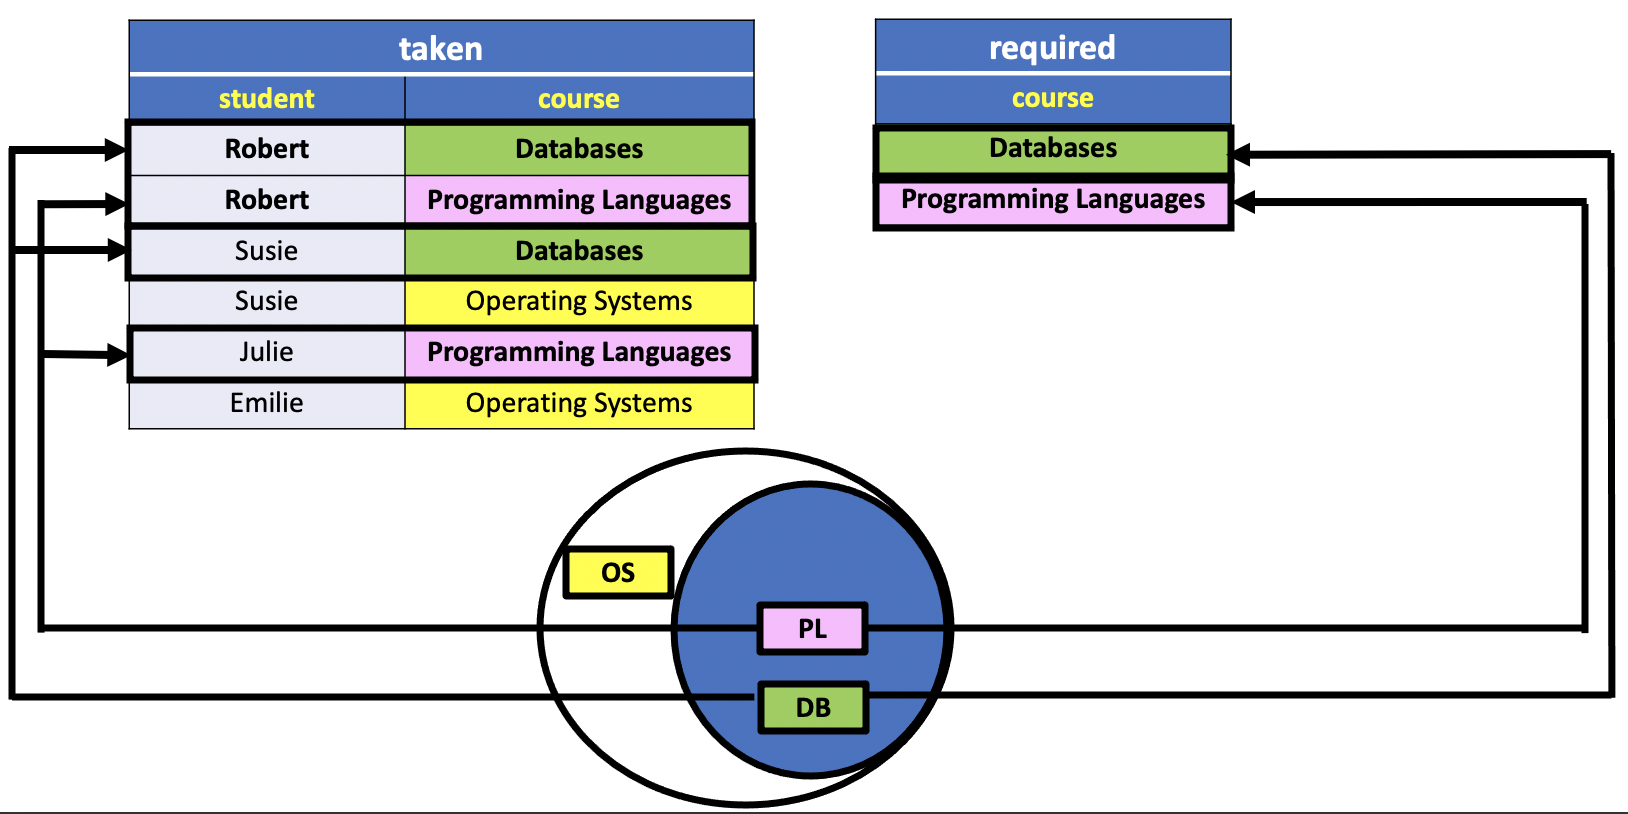 taken
student course
Robert Databases
Robert Programming Languages
Susie Databases
Susie Operating Systems
Julie Programming Languages
Emilie Operating Systems
required
course
Databases
Programming Languages
OS
PL
DB